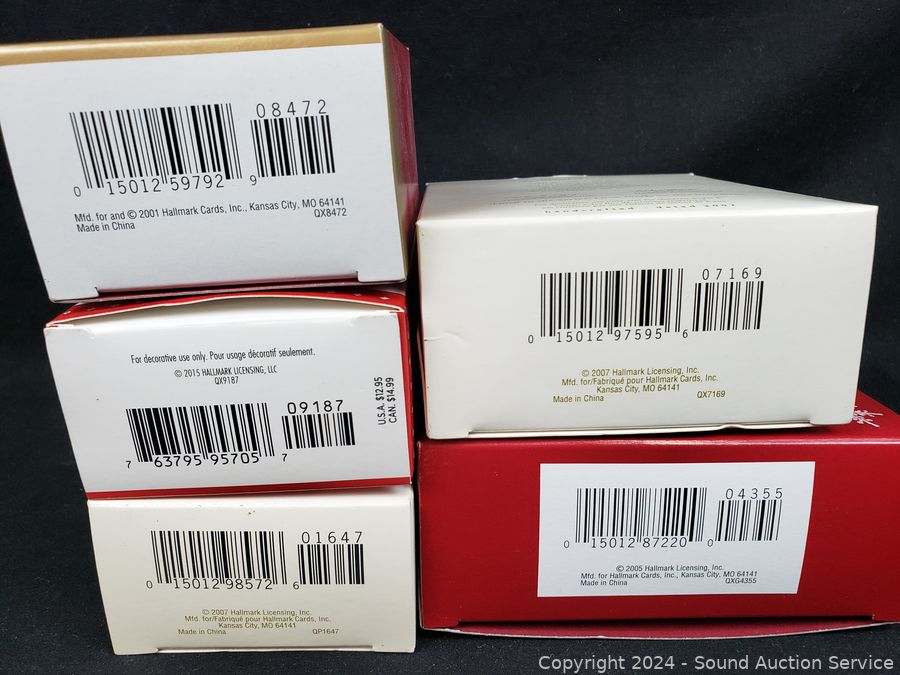 08472
0 15012 59792 9
Mfd. for and © 2001 Hallmark Cards, Inc., Kansas City, MO 64141
QX8472
Made in China
For decorative use only. Pour usage décoratif seulement.
© 2015 HALLMARK LICENSING, LLC
QX9187
U.S.A. $12.95
CAN. $14.99
09187
7 63795 95705 7
01647
0 15012 98572 6
© 2007 Hallmark Licensing, Inc.
Mfd. for/Fabriqué pour Hallmark Cards, Inc.
Kansas City, MO 64141
Made in China QP1647
07169
0 15012 97595 6
© 2007 Hallmark Licensing, Inc.
Mfd. for/Fabriqué pour Hallmark Cards, Inc.
Kansas City, MO 64141
Made in China QX7169
04355
0 15012 87220 0
© 2005 Hallmark Licensing, Inc.
Mfd. for Hallmark Cards, Inc., Kansas City, MO 64141
Made in China QXG4355
Copyright 2024 - Sound Auction Service